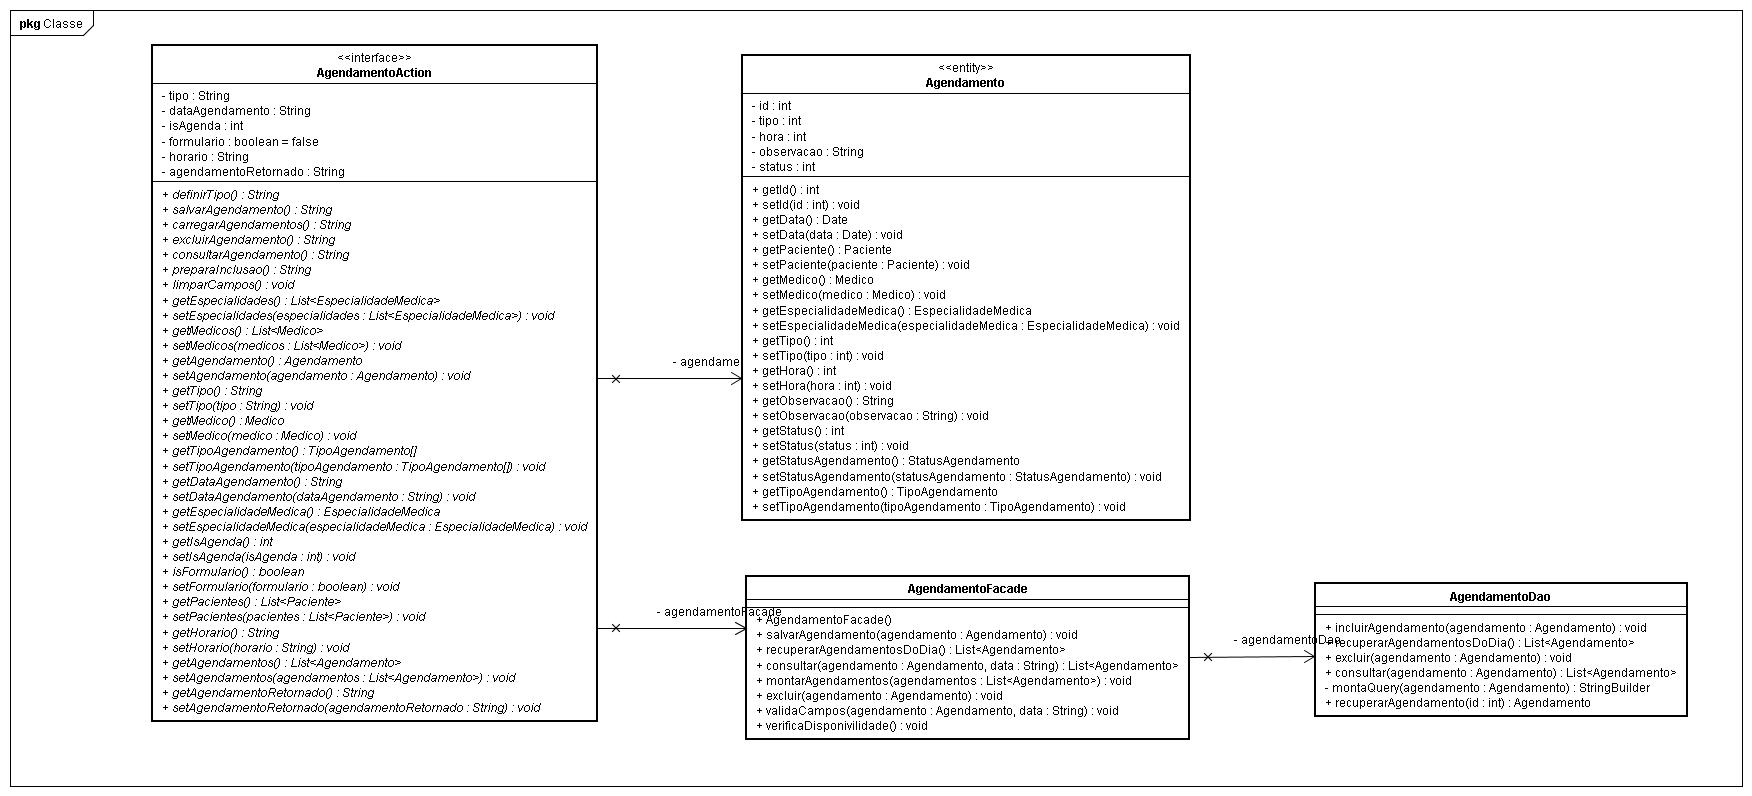 pkg Classe
<<interface>>
AgendamentoAction
- tipo : String
- dataAgendamento : String
- isAgenda : int
- formulario : boolean = false
- horario : String
- agendamentoRetornado : String
+ definirTipo() : String
+ salvarAgendamento() : String
+ carregarAgendamentos() : String
+ excluirAgendamento() : String
+ consultarAgendamento() : String
+ preparaInclusao() : String
+ limparCampos() : void
+ getEspecialidades() : List<EspecialidadeMedica>
+ setEspecialidades(especialidades : List<EspecialidadeMedica>) : void
+ getMedicos() : List<Medico>
+ setMedicos(medicos : List<Medico>) : void
+ getAgendamento() : Agendamento
+ setAgendamento(agendamento : Agendamento) : void
+ getTipo() : String
+ setTipo(tipo : String) : void
+ getMedico() : Medico
+ setMedico(medico : Medico) : void
+ getTipoAgendamento() : TipoAgendamento[]
+ setTipoAgendamento(tipoAgendamento : TipoAgendamento[]) : void
+ getDataAgendamento() : String
+ setDataAgendamento(dataAgendamento : String) : void
+ getEspecialidadeMedica() : EspecialidadeMedica
+ setEspecialidadeMedica(especialidadeMedica : EspecialidadeMedica) : void
+ getIsAgenda() : int
+ setIsAgenda(isAgenda : int) : void
+ isFormulario() : boolean
+ setFormulario(formulario : boolean) : void
+ getPacientes() : List<Paciente>
+ setPacientes(pacientes : List<Paciente>) : void
+ getHorario() : String
+ setHorario(horario : String) : void
+ getAgendamentos() : List<Agendamento>
+ setAgendamentos(agendamentos : List<Agendamento>) : void
+ getAgendamentoRetornado() : String
+ setAgendamentoRetornado(agendamentoRetornado : String) : void
- agendame
<<entity>>
Agendamento
- id : int
- tipo : int
- hora : int
- observacao : String
- status : int
+ getId() : int
+ setId(id : int) : void
+ getData() : Date
+ setData(data : Date) : void
+ getPaciente() : Paciente
+ setPaciente(paciente : Paciente) : void
+ getMedico() : Medico
+ setMedico(medico : Medico) : void
+ getEspecialidadeMedica() : EspecialidadeMedica
+ setEspecialidadeMedica(especialidadeMedica : EspecialidadeMedica) : void
+ getTipo() : int
+ setTipo(tipo : int) : void
+ getHora() : int
+ setHora(hora : int) : void
+ getObservacao() : String
+ setObservacao(observacao : String) : void
+ getStatus() : int
+ setStatus(status : int) : void
+ getStatusAgendamento() : StatusAgendamento
+ setStatusAgendamento(statusAgendamento : StatusAgendamento) : void
+ getTipoAgendamento() : TipoAgendamento
+ setTipoAgendamento(tipoAgendamento : TipoAgendamento) : void
- agendamentoFacade
AgendamentoFacade
+ AgendamentoFacade()
+ salvarAgendamento(agendamento : Agendamento) : void
+ recuperarAgendamentosDoDia() : List<Agendamento>
+ consultar(agendamento : Agendamento, data : String) : List<Agendamento>
+ montarAgendamentos(agendamentos : List<Agendamento>) : void
+ excluir(agendamento : Agendamento) : void
+ validaCampos(agendamento : Agendamento, data : String) : void
+ verificaDisponivilidade() : void
- agendamentoDao
AgendamentoDao
+ incluirAgendamento(agendamento : Agendamento) : void
+ recuperarAgendamentosDoDia() : List<Agendamento>
+ excluir(agendamento : Agendamento) : void
+ consultar(agendamento : Agendamento) : List<Agendamento>
- montaQuery(agendamento : Agendamento) : StringBuilder
+ recuperarAgendamento(id : int) : Agendamento